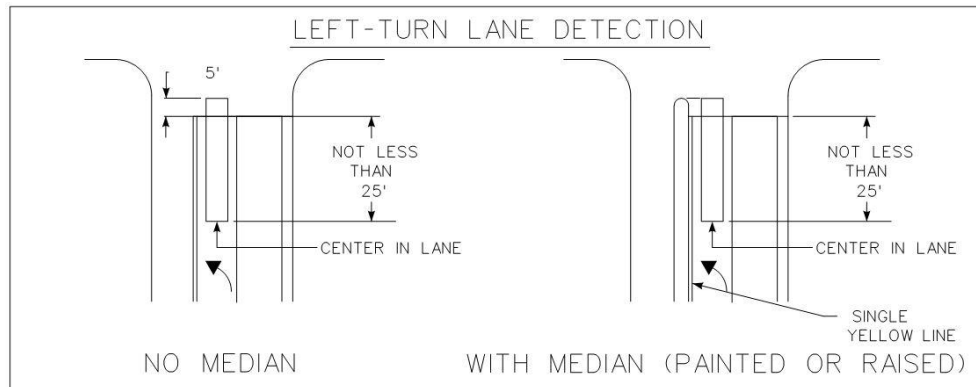 LEFT-TURN LANE DETECTION
5'
NOT LESS
THAN
25'
CENTER IN LANE
NO MEDIAN
NOT LESS
THAN
25'
CENTER IN LANE
SINGLE
YELLOW LINE
WITH MEDIAN (PAINTED OR RAISED)